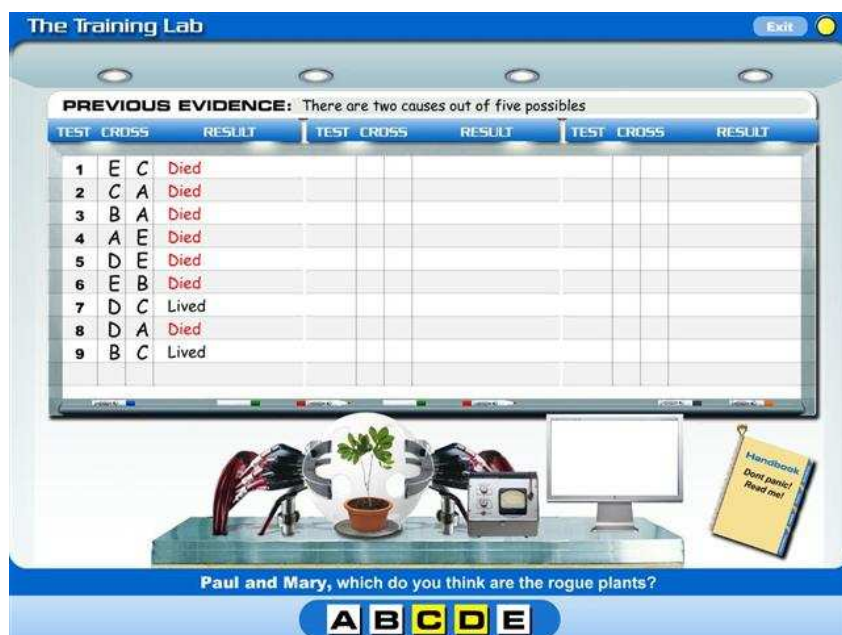 The Training Lab
Exit
PREVIOUS EVIDENCE: There are two causes out of five possibles
TEST CROSS RESULT TEST CROSS RESULT TEST CROSS RESULT
1 E C Died
2 C A Died
3 B A Died
4 A E Died
5 D E Died
6 E B Died
7 D C Lived
8 D A Died
9 B C Lived
Handbook
Dont panic!
Read me!
Paul and Mary, which do you think are the rogue plants?
A B C D E